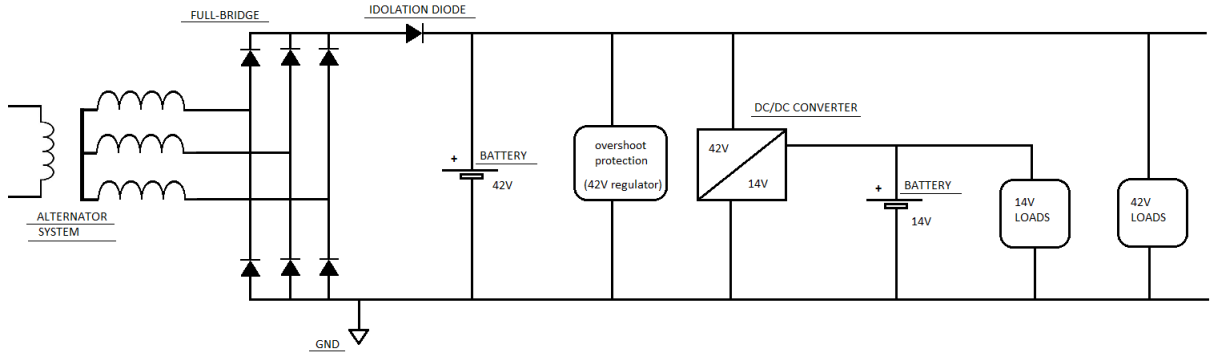 FULL-BRIDGE
IDOLATION DIODE
DC/DC CONVERTER
+
BATTERY
42V
overshoot
protection
(42V regulator)
42V
14V
+
BATTERY
14V
14V
LOADS
42V
LOADS
ALTERNATOR
SYSTEM
GND